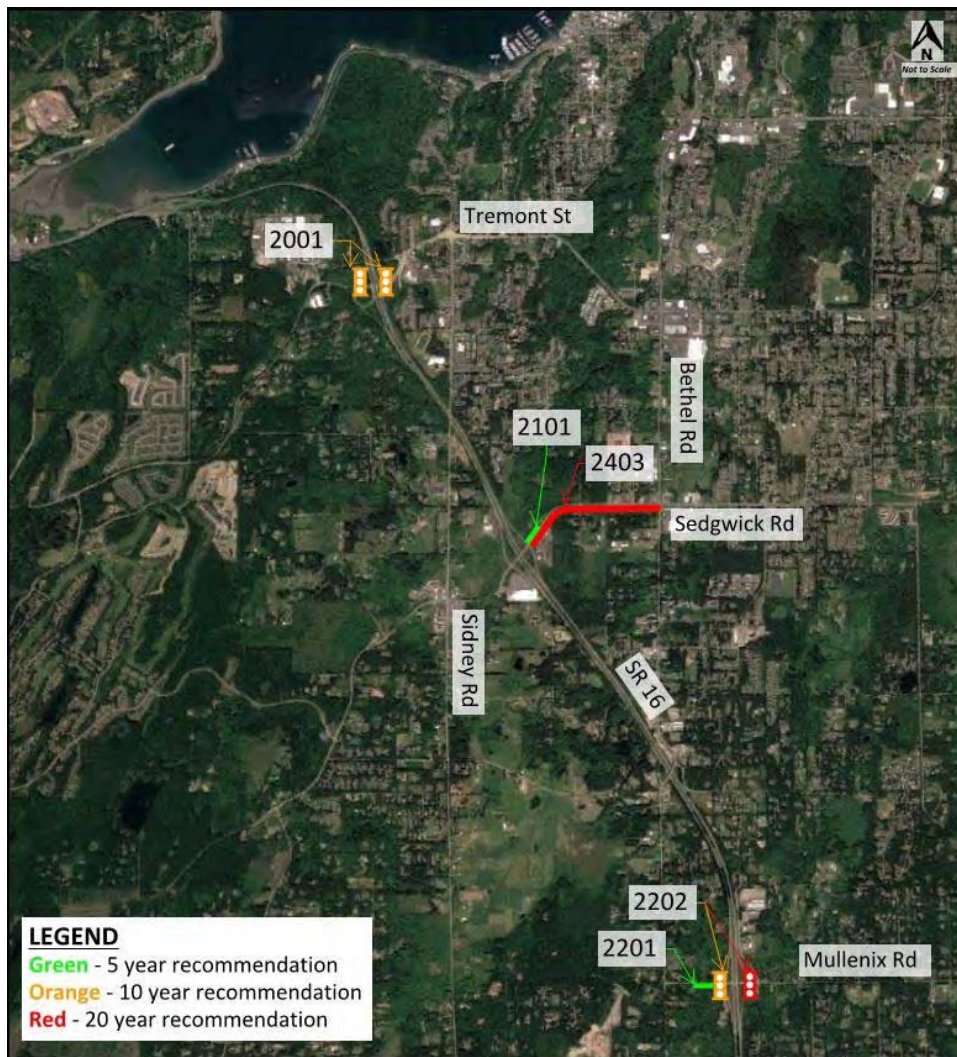 N
Not to Scale
Tremont St
2001
Bethel Rd
2101
2403
Sedgwick Rd
Sidney Rd
SR 16
2202
2201
Mullenix Rd
LEGEND
Green - 5 year recommendation
Orange - 10 year recommendation
Red - 20 year recommendation